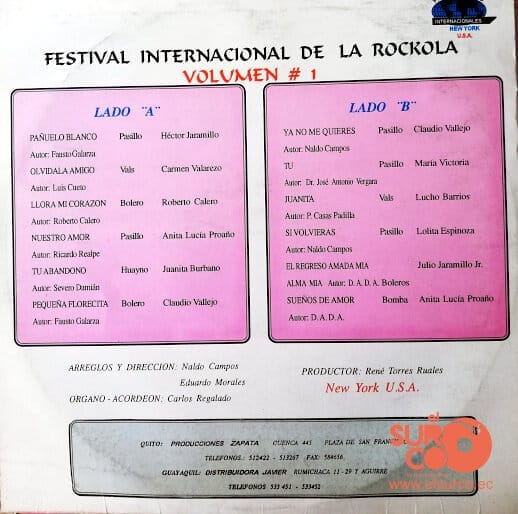 INTERNACIONALES
NEW YORK
U.S.A.
FESTIVAL INTERNACIONAL DE LA ROCKOLA
VOLUMEN # 1
LADO "A"
PAÑUELO BLANCO Pasillo Héctor Jaramillo
Autor: Fausto Galarza
OLVIDALA AMIGO Vals Carmen Valarezo
Autor: Luis Cueto
LLORA MI CORAZON Bolero Roberto Calero
Autor: Roberto Calero
NUESTRO AMOR Pasillo Anita Lucía Proaño
Autor: Ricardo Realpe
TU ABANDONO Huayno Juanita Burbano
Autor: Severo Damián
PEQUEÑA FLORECITA Bolero Claudio Vallejo
Autor: Fausto Galarza
LADO "B"
YA NO ME QUIERES Pasillo Claudio Vallejo
Autor: Naldo Campos
TU Pasillo María Victoria
Autor: Dr. José Antonio Vergara
JUANITA Vals Lucho Barrios
Autor: P. Casas Padilla
SI VOLVIERAS Pasillo Lolita Espinoza
Autor: Naldo Campos
EL REGRESO AMADA MIA Julio Jaramillo Jr.
ALMA MIA Autor: D. A. D. A. Boleros
SUEÑOS DE AMOR Bomba Anita Lucía Proaño
Autor: D. A. D. A.
ARREGLOS Y DIRECCION: Naldo Campos
Eduardo Morales
ORGANO - ACORDEON: Carlos Regalado
PRODUCTOR: René Torres Ruales
New York U.S.A.
QUITO: PRODUCCIONES ZAPATA CUENCA 445 PLAZA DE SAN
TELEFONOS: 512422 - 513267 FAX: 584656
GUAYAQUIL: DISTRIBUIDORA JAVIER RUMICHACA 11 - 29 Y AGUIRRE
TELEFONOS 533 451 - 533452
el
SURCO
www.elsurco.ec